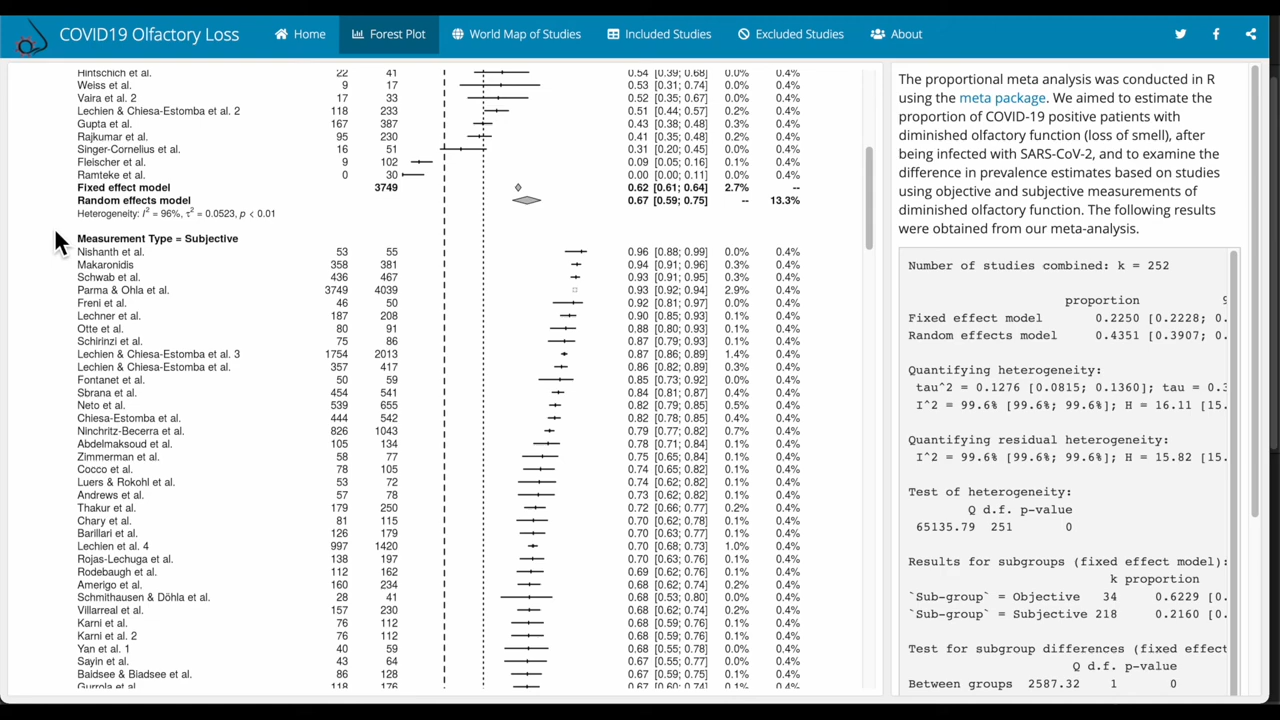 COVID19 Olfactory Loss
Home
Forest Plot
World Map of Studies
Included Studies
Excluded Studies
About
Hintschich et al. 22 41 0.54 [0.39; 0.68] 0.0% 0.4%
Weiss et al. 9 17 0.53 [0.31; 0.74] 0.0% 0.4%
Vaira et al. 2 17 33 0.52 [0.35; 0.67] 0.0% 0.4%
Lechien & Chiesa-Estomba et al. 2 118 233 0.51 [0.44; 0.57] 0.2% 0.4%
Gupta et al. 167 387 0.43 [0.38; 0.48] 0.3% 0.4%
Rajkumar et al. 95 230 0.41 [0.35; 0.48] 0.2% 0.4%
Singer-Cornelius et al. 16 51 0.31 [0.20; 0.45] 0.0% 0.4%
Fleischer et al. 9 102 0.09 [0.05; 0.16] 0.1% 0.4%
Ramteke et al. 0 30 0.00 [0.00; 0.11] 0.0% 0.4%
Fixed effect model 3749 0.62 [0.61; 0.64] 2.7% --
Random effects model 0.67 [0.59; 0.75] -- 13.3%
Heterogeneity: I² = 96%, τ² = 0.0523, p < 0.01
Measurement Type = Subjective
Nishanth et al. 53 55 0.96 [0.88; 0.99] 0.0% 0.4%
Makaronidis 358 381 0.94 [0.91; 0.96] 0.3% 0.4%
Schwab et al. 436 467 0.93 [0.91; 0.95] 0.3% 0.4%
Parma & Ohla et al. 3749 4039 0.93 [0.92; 0.94] 2.9% 0.4%
Freni et al. 46 50 0.92 [0.81; 0.97] 0.0% 0.4%
Lechner et al. 187 208 0.90 [0.85; 0.93] 0.1% 0.4%
Otte et al. 80 91 0.88 [0.80; 0.93] 0.1% 0.4%
Schirinzi et al. 75 86 0.87 [0.79; 0.93] 0.1% 0.4%
Lechien & Chiesa-Estomba et al. 3 1754 2013 0.87 [0.86; 0.89] 1.4% 0.4%
Lechien & Chiesa-Estomba et al. 357 417 0.86 [0.82; 0.89] 0.3% 0.4%
Fontanet et al. 50 59 0.85 [0.73; 0.92] 0.0% 0.4%
Sbrana et al. 454 541 0.84 [0.81; 0.87] 0.4% 0.4%
Neto et al. 539 655 0.82 [0.79; 0.85] 0.5% 0.4%
Chiesa-Estomba et al. 444 542 0.82 [0.78; 0.85] 0.4% 0.4%
Ninchritz-Becerra et al. 826 1043 0.79 [0.77; 0.82] 0.7% 0.4%
Abdelmaksoud et al. 105 134 0.78 [0.71; 0.84] 0.1% 0.4%
Zimmerman et al. 58 77 0.75 [0.65; 0.84] 0.1% 0.4%
Cocco et al. 78 105 0.74 [0.65; 0.82] 0.1% 0.4%
Luers & Rokohl et al. 53 72 0.74 [0.62; 0.82] 0.1% 0.4%
Andrews et al. 57 78 0.73 [0.62; 0.82] 0.1% 0.4%
Thakur et al. 179 250 0.72 [0.66; 0.77] 0.2% 0.4%
Chary et al. 81 115 0.70 [0.62; 0.78] 0.1% 0.4%
Barillari et al. 126 179 0.70 [0.63; 0.77] 0.1% 0.4%
Lechien et al. 4 997 1420 0.70 [0.68; 0.73] 1.0% 0.4%
Rojas-Lechuga et al. 138 197 0.70 [0.63; 0.76] 0.1% 0.4%
Rodebaugh et al. 112 162 0.69 [0.62; 0.76] 0.1% 0.4%
Amerigo et al. 160 234 0.68 [0.62; 0.74] 0.2% 0.4%
Schmithausen & Döhla et al. 28 41 0.68 [0.53; 0.80] 0.0% 0.4%
Villarreal et al. 157 230 0.68 [0.62; 0.74] 0.2% 0.4%
Karni et al. 76 112 0.68 [0.59; 0.76] 0.1% 0.4%
Karni et al. 2 76 112 0.68 [0.59; 0.76] 0.1% 0.4%
Yan et al. 1 40 59 0.68 [0.55; 0.78] 0.0% 0.4%
Sayin et al. 43 64 0.67 [0.55; 0.77] 0.0% 0.4%
Baldsee & Biadsee et al. 86 128 0.67 [0.59; 0.75] 0.1% 0.4%
Gurrola et al. 118 176 0.67 [0.60; 0.74] 0.1% 0.4%
The proportional meta analysis was conducted in R
using the meta package. We aimed to estimate the
proportion of COVID-19 positive patients with
diminished olfactory function (loss of smell), after
being infected with SARS-CoV-2, and to examine the
difference in prevalence estimates based on studies
using objective and subjective measurements of
diminished olfactory function. The following results
were obtained from our meta-analysis.
Number of studies combined: k = 252
proportion 9
Fixed effect model 0.2250 [0.2228; 0.
Random effects model 0.4351 [0.3907; 0.
Quantifying heterogeneity:
tau^2 = 0.1276 [0.0815; 0.1360]; tau = 0.3
I^2 = 99.6% [99.6%; 99.6%]; H = 16.11 [15.
Quantifying residual heterogeneity:
I^2 = 99.6% [99.6%; 99.6%]; H = 15.82 [15.
Test of heterogeneity:
Q d.f. p-value
65135.79 251 0
Results for subgroups (fixed effect model):
k proportion
`Sub-group` = Objective 34 0.6229 [0.
`Sub-group` = Subjective 218 0.2160 [0.
Test for subgroup differences (fixed effect
Q d.f. p-value
Between groups 2587.32 1 0